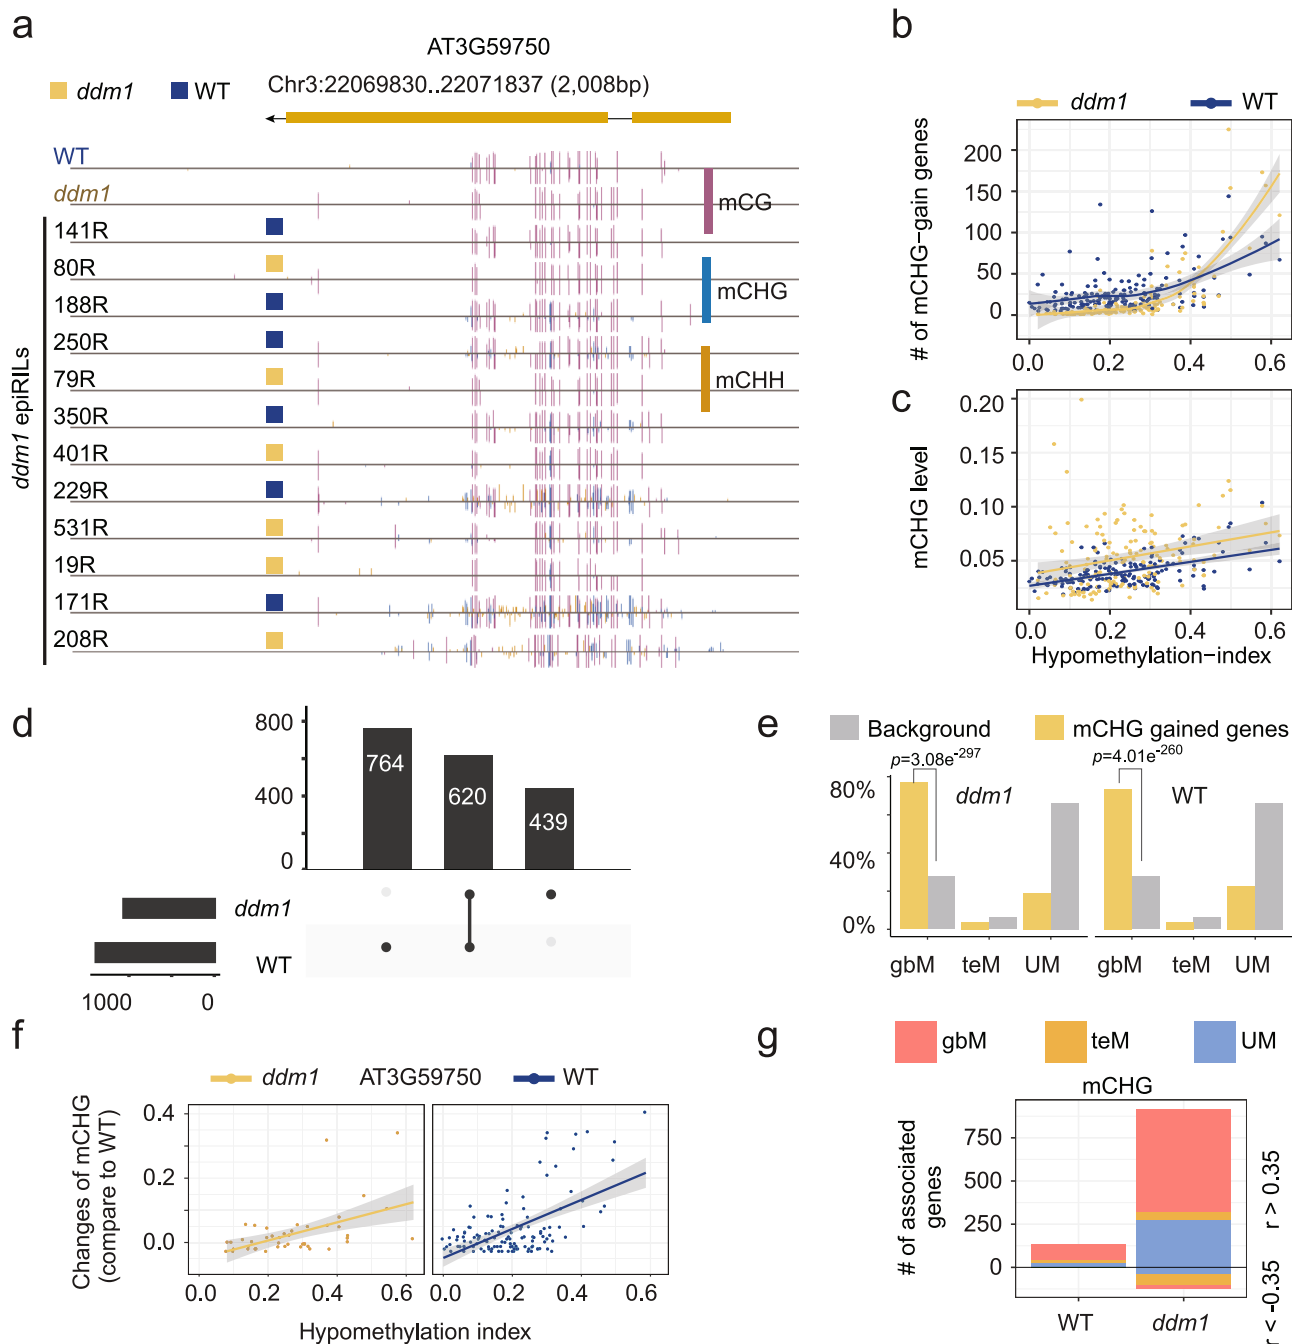 a
AT3G59750
ddm1
WT
Chr3:22069830..22071837 (2,008bp)
WT
ddm1
mCG
141R
80R
mCHG
188R
250R
mCHH
79R
350R
401R
229R
531R
19R
171R
208R
ddm1 epiRILs
b
ddm1
WT
# of mCHG−gain genes
200
150
100
50
0
0.0
0.2
0.4
0.6
c
mCHG level
0.20
0.15
0.10
0.05
0.0
0.2
0.4
0.6
Hypomethylation−index
d
800
400
0
764
620
439
ddm1
WT
1000
0
e
Background
mCHG gained genes
p=3.08e-297
p=4.01e-260
80%
40%
0%
ddm1
WT
gbM
teM
UM
gbM
teM
UM
f
ddm1
AT3G59750
WT
Changes of mCHG
(compare to WT)
0.4
0.2
0.0
0.0
0.2
0.4
0.6
0.0
0.2
0.4
0.6
Hypomethylation index
g
gbM
teM
UM
mCHG
# of associated
genes
750
500
250
0
r > 0.35
r < -0.35
WT
ddm1